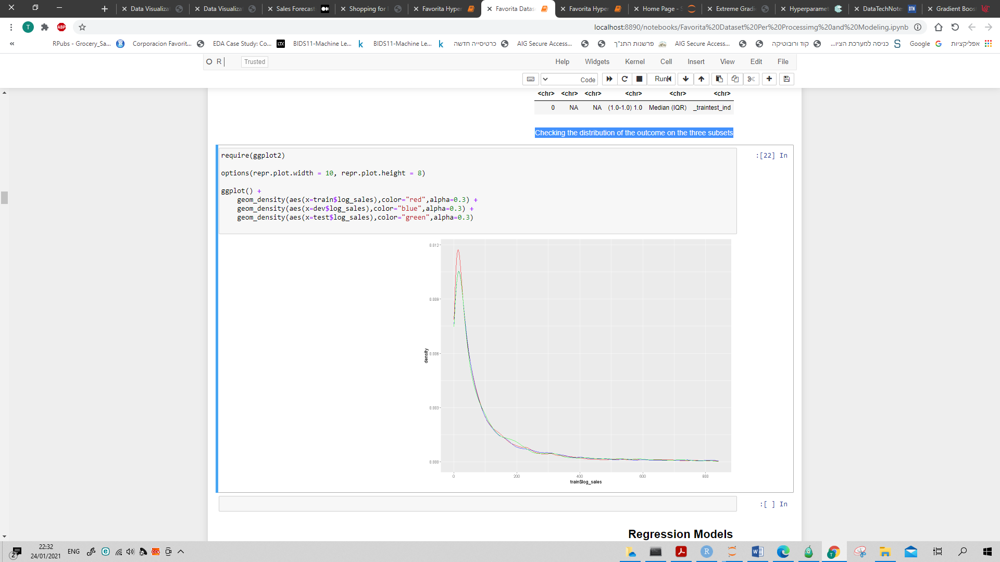 Data Visualiza
Data Visualiza
Sales Forecast
Shopping for
Favorita Hyper
Favorita Datas
Favorita Hyper
Home Page -
Extreme Gradi
Hyperparamet
DataTechNote
DTN
Gradient Boos
T
ABP
localhost:8890/notebooks/Favorita%20Dataset%20Per%20Processimg%20and%20Modeling.ipynb
«
RPubs - Grocery_Sa...
Corporacion Favorit...
EDA Case Study: Co...
LTX
BIDS11-Machine Le...
k
BIDS11-Machine Le...
k
כרטיסייה חדשה
AIG Secure Access...
פרשנות התנ"ך
AIG Secure Access...
קוד ורובוטיקה
כניסה למערכת הציו...
Google
אפליקציות
R
Trusted
Help Widgets Kernel Cell Insert View Edit File
Code
Run
<chr> <chr> <chr> <chr> <chr> <chr>
0 NA NA (1.0-1.0) 1.0 Median (IQR) _traintest_ind
Checking the distribution of the outcome on the three subsets
:[22] In
require(ggplot2)
options(repr.plot.width = 10, repr.plot.height = 8)
ggplot() +
geom_density(aes(x=train$log_sales),color="red",alpha=0.3) +
geom_density(aes(x=dev$log_sales),color="blue",alpha=0.3) +
geom_density(aes(x=test$log_sales),color="green",alpha=0.3)
0.012
0.009
0.006
0.003
0.000
density
0 200 400 600 800
train$log_sales
:[ ] In
Regression Models
2
22:32
24/01/2021
ENG